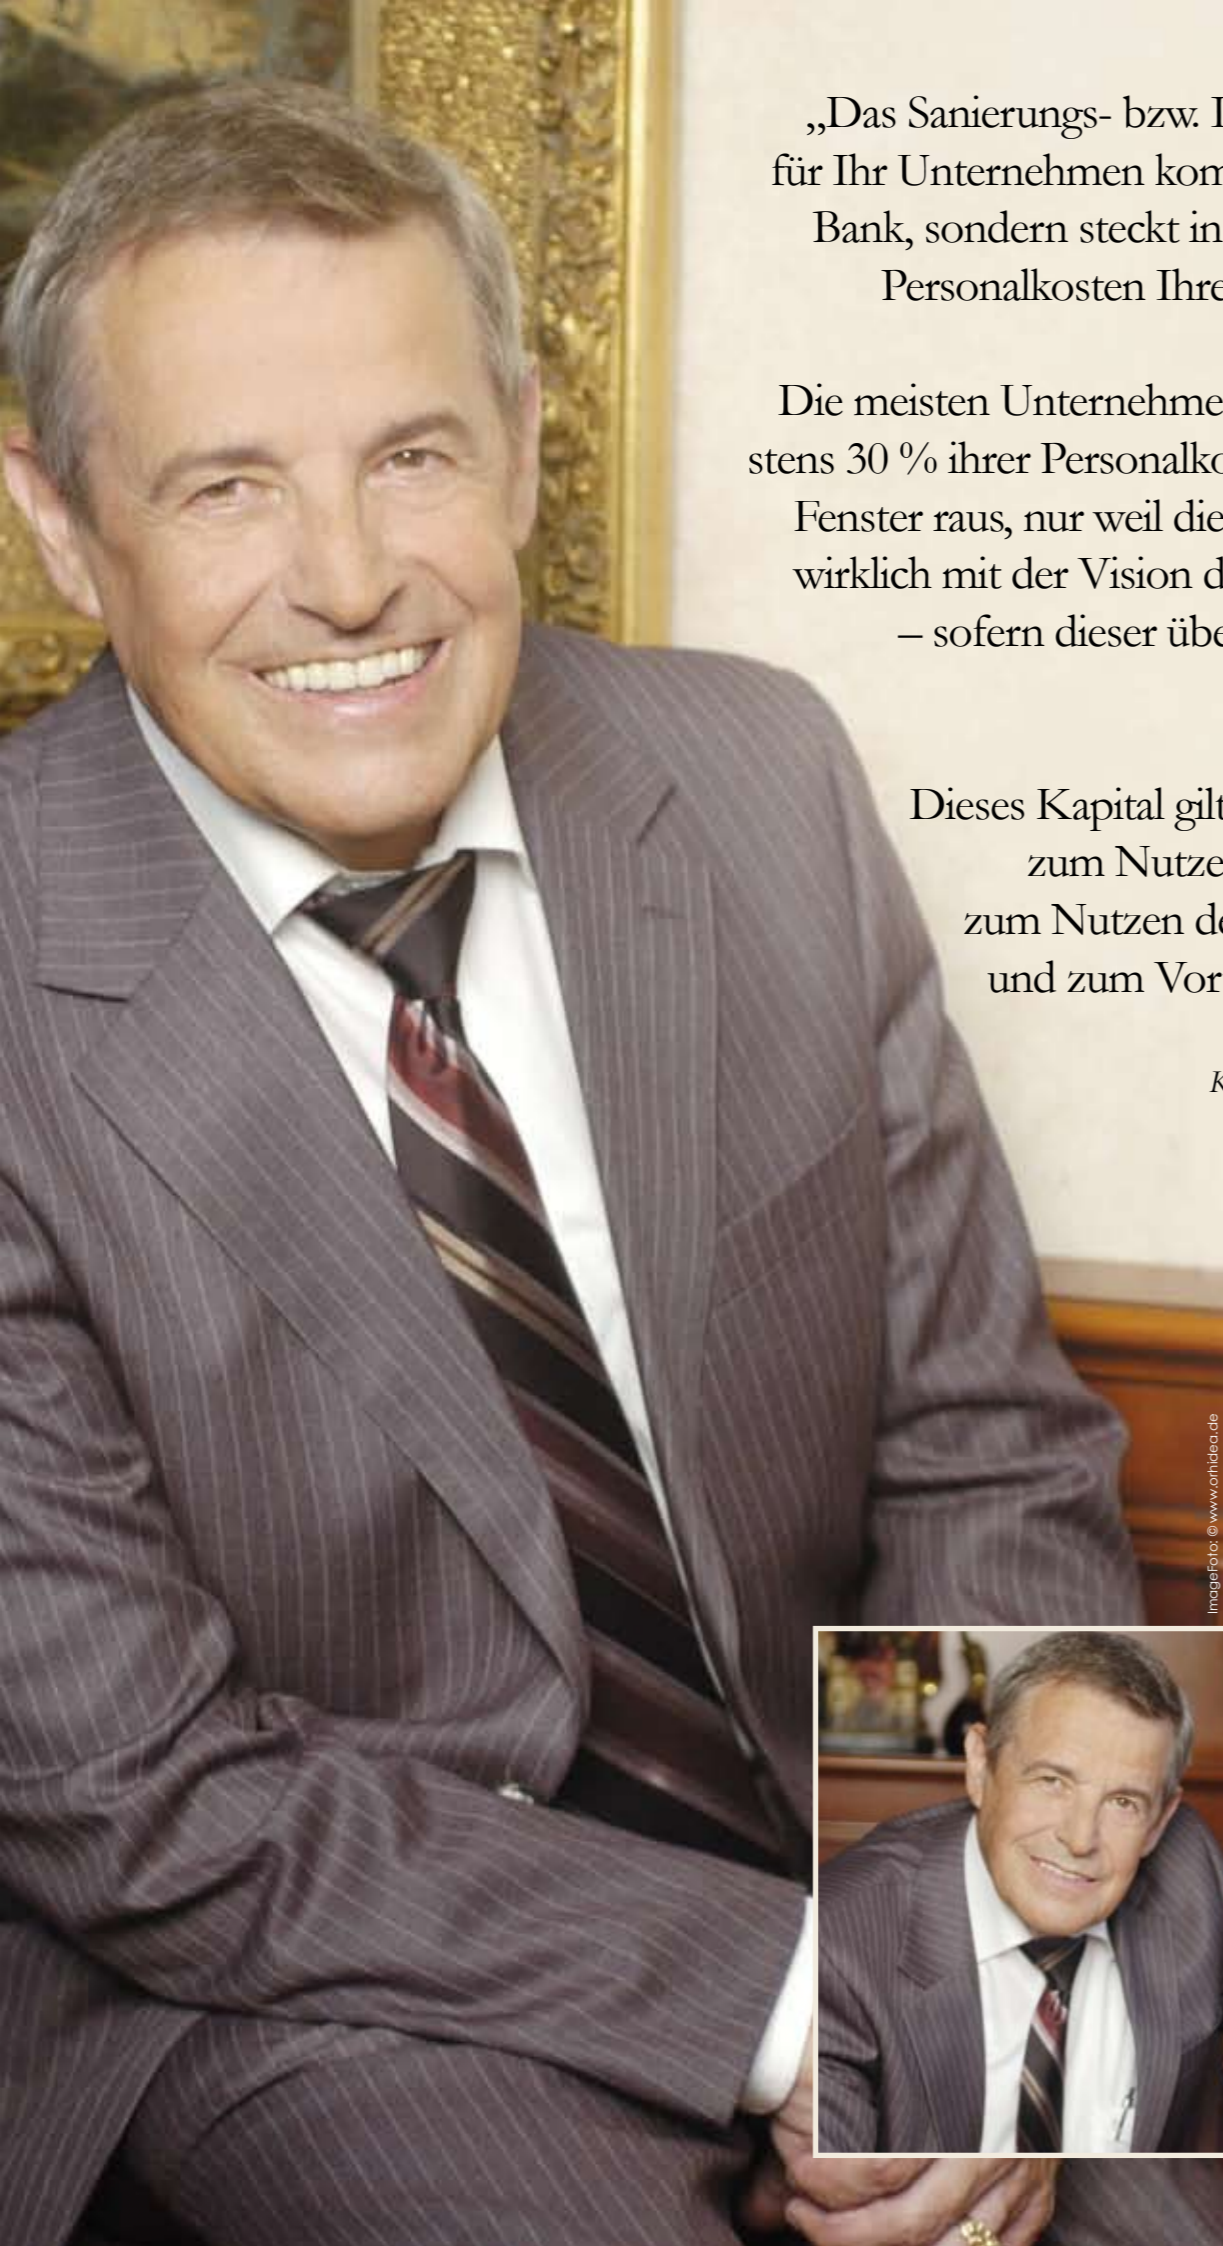 „Das Sanierungs- bzw. I
für Ihr Unternehmen kom
Bank, sondern steckt in
Personalkosten Ihre
Die meisten Unternehme
stens 30 % ihrer Personalko
Fenster raus, nur weil die
wirklich mit der Vision d
– sofern dieser übe
Dieses Kapital gilt
zum Nutze
zum Nutzen de
und zum Vor
K
ImageFoto: © www.orhidea.de